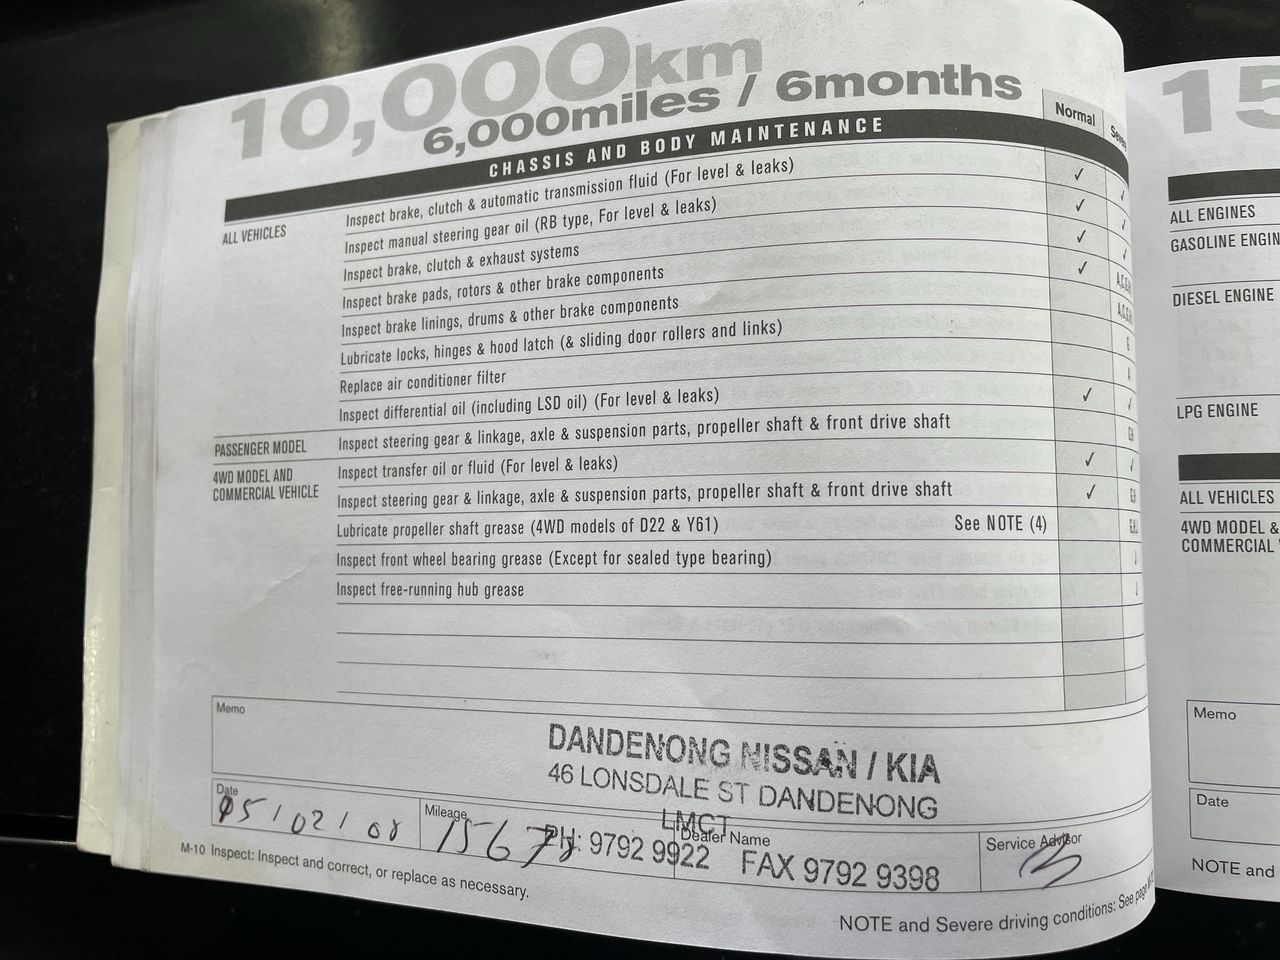 10,000km
6,000miles / 6months
CHASSIS AND BODY MAINTENANCE
Normal
ALL VEHICLES
Inspect brake, clutch & automatic transmission fluid (For level & leaks) ✓ ✓
Inspect manual steering gear oil (RB type, For level & leaks) ✓ ✓
Inspect brake, clutch & exhaust systems ✓ ✓
Inspect brake pads, rotors & other brake components ✓
Inspect brake linings, drums & other brake components
Lubricate locks, hinges & hood latch (& sliding door rollers and links)
Replace air conditioner filter
Inspect differential oil (including LSD oil) (For level & leaks) ✓ ✓
PASSENGER MODEL
Inspect steering gear & linkage, axle & suspension parts, propeller shaft & front drive shaft
4WD MODEL AND
COMMERCIAL VEHICLE
Inspect transfer oil or fluid (For level & leaks) ✓ ✓
Inspect steering gear & linkage, axle & suspension parts, propeller shaft & front drive shaft ✓
Lubricate propeller shaft grease (4WD models of D22 & Y61) See NOTE (4)
Inspect front wheel bearing grease (Except for sealed type bearing)
Inspect free-running hub grease
Memo
DANDENONG NISSAN / KIA
46 LONSDALE ST DANDENONG
LMCT
PH: 9792 9922 FAX 9792 9398
Date
05/02/08
Mileage
Dealer Name
Service Advisor
M-10 Inspect: Inspect and correct, or replace as necessary.
NOTE and Severe driving conditions: See page
15
ALL ENGINES
GASOLINE
DIESEL ENGINE
LPG ENGINE
ALL VEHICLES
4WD MODEL &
COMMERCIAL
Memo
Date
NOTE and